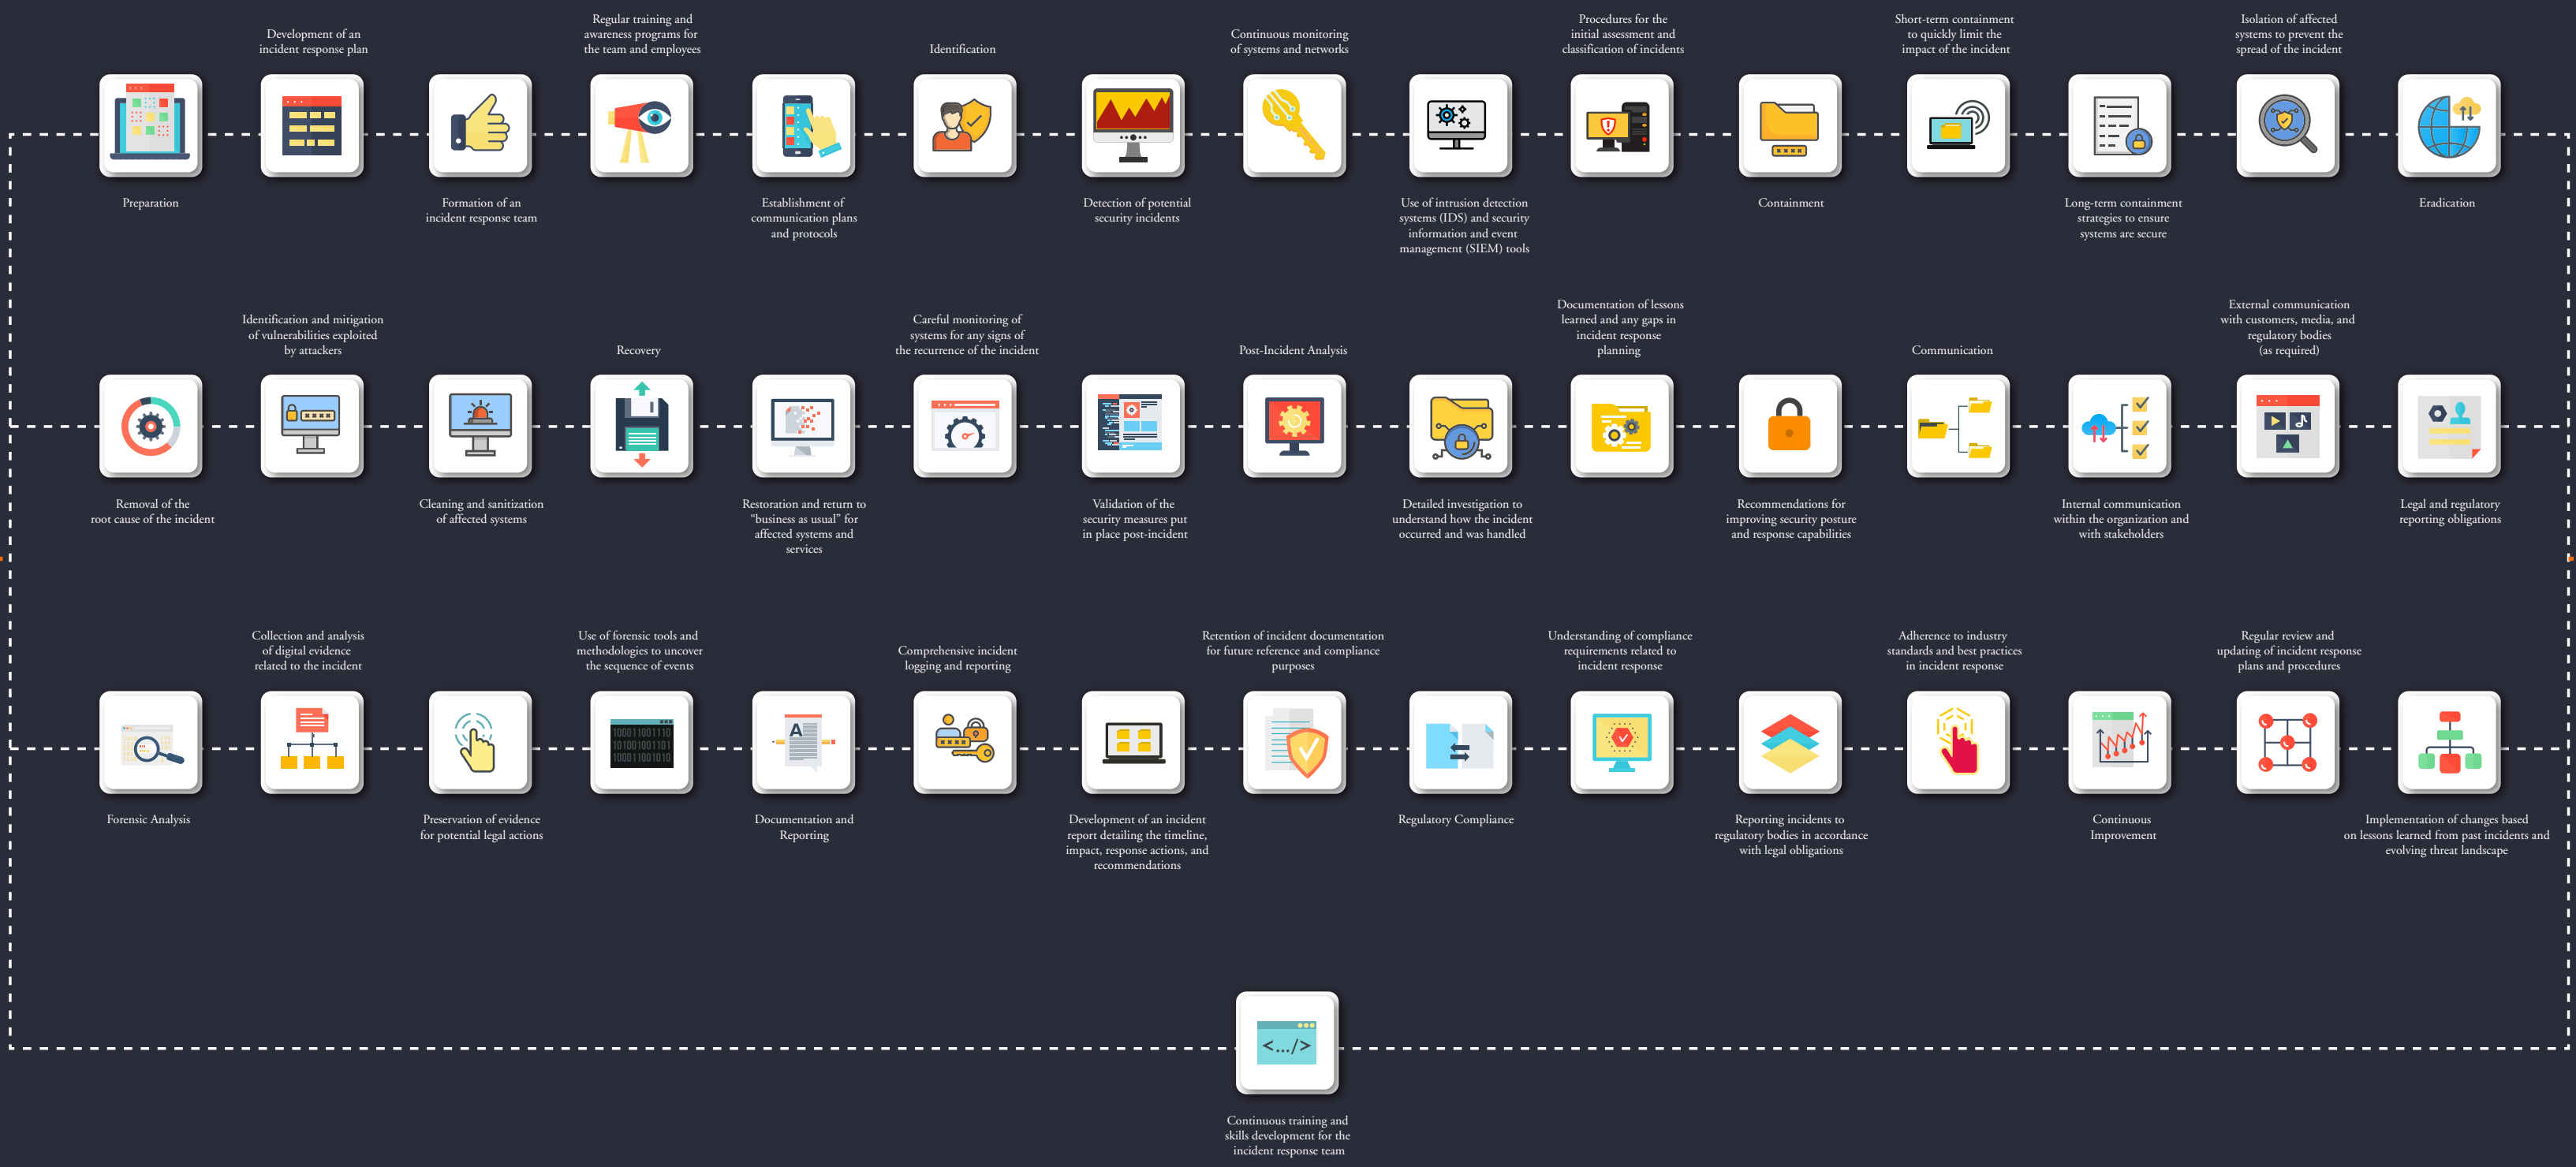 Preparation
Development of an
incident response plan
Formation of an
incident response team
Regular training and
awareness programs for
the team and employees
Establishment of
communication plans
and protocols
Identification
Detection of potential
security incidents
Continuous monitoring
of systems and networks
Use of intrusion detection
systems (IDS) and security
information and event
management (SIEM) tools
Procedures for the
initial assessment and
classification of incidents
Containment
Short-term containment
to quickly limit the
impact of the incident
Long-term containment
strategies to ensure
systems are secure
Isolation of affected
systems to prevent the
spread of the incident
Eradication
Removal of the
root cause of the incident
Identification and mitigation
of vulnerabilities exploited
by attackers
Cleaning and sanitization
of affected systems
Recovery
Restoration and return to
“business as usual” for
affected systems and
services
Careful monitoring of
systems for any signs of
the recurrence of the incident
Validation of the
security measures put
in place post-incident
Post-Incident Analysis
Detailed investigation to
understand how the incident
occurred and was handled
Documentation of lessons
learned and any gaps in
incident response
planning
Recommendations for
improving security posture
and response capabilities
Communication
Internal communication
within the organization and
with stakeholders
External communication
with customers, media, and
regulatory bodies
(as required)
Legal and regulatory
reporting obligations
Forensic Analysis
Collection and analysis
of digital evidence
related to the incident
Preservation of evidence
for potential legal actions
Use of forensic tools and
methodologies to uncover
the sequence of events
100011001110
101001001101
100011001010
Documentation and
Reporting
A
Comprehensive incident
logging and reporting
Development of an incident
report detailing the timeline,
impact, response actions, and
recommendations
Retention of incident documentation
for future reference and compliance
purposes
Regulatory Compliance
Understanding of compliance
requirements related to
incident response
Reporting incidents to
regulatory bodies in accordance
with legal obligations
Adherence to industry
standards and best practices
in incident response
Continuous
Improvement
Regular review and
updating of incident response
plans and procedures
Implementation of changes based
on lessons learned from past incidents and
evolving threat landscape
<.../>
Continuous training and
skills development for the
incident response team